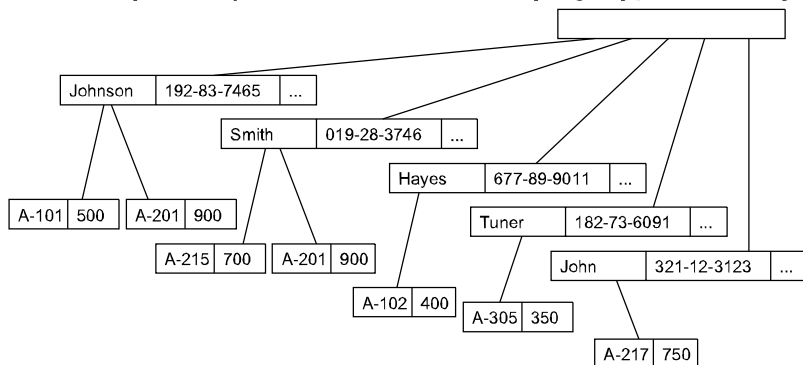 Johnson 192-83-7465 ...
Smith 019-28-3746 ...
Hayes 677-89-9011 ...
A-101 500 A-201 900
Tuner 182-73-6091 ...
A-215 700 A-201 900
John 321-12-3123 ...
A-102 400
A-305 350
A-217 750